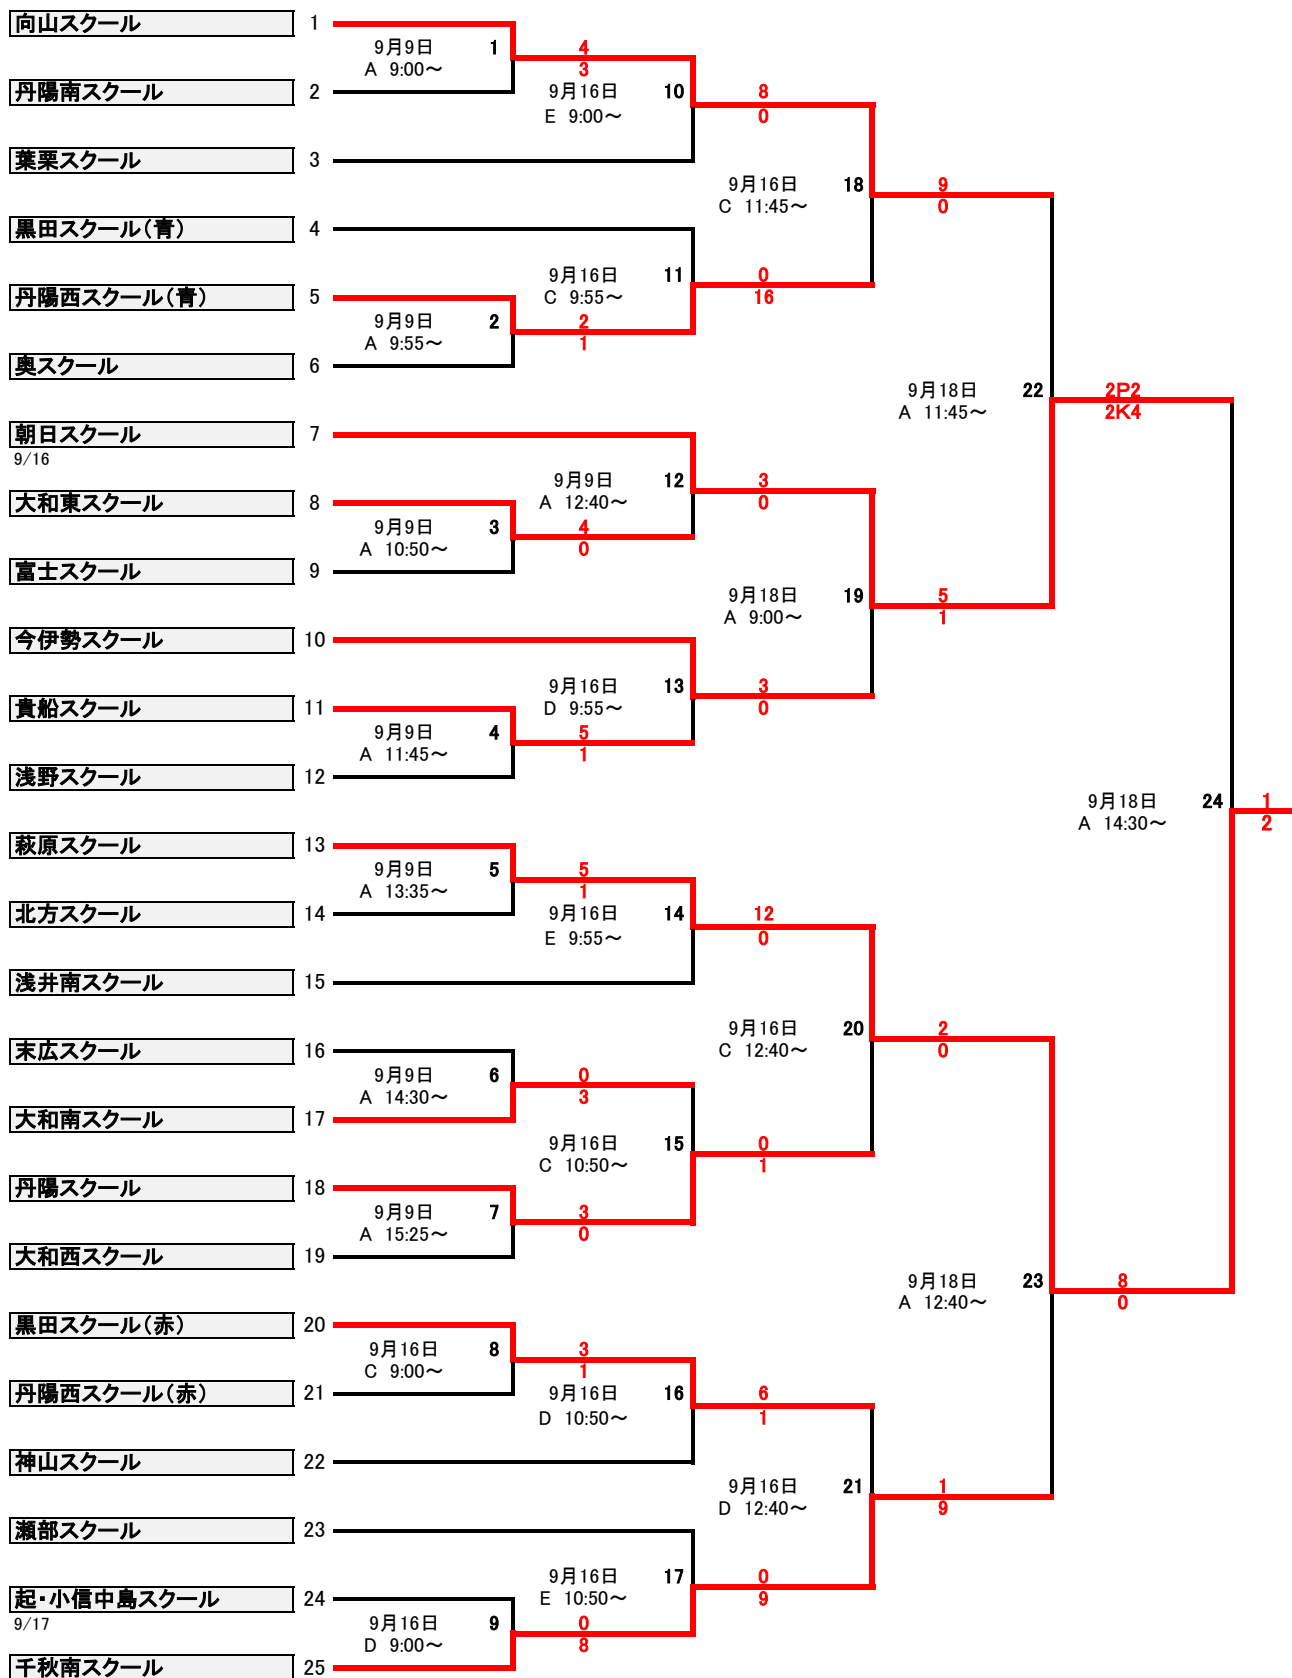 向山スクール 1
9月9日 1 4
A 9:00～ 3
丹陽南スクール 2
9月16日 10 8
E 9:00～ 0
葉栗スクール 3
9月16日 18 9
C 11:45～ 0
黒田スクール（青） 4
9月16日 11 0
C 9:55～ 16
丹陽西スクール（青） 5
9月9日 2 2
A 9:55～ 1
奥スクール 6
9月18日 22 2P2
A 11:45～ 2K4
朝日スクール 7
9/16
9月9日 12 3
A 12:40～ 0
大和東スクール 8
9月9日 3 4
A 10:50～ 0
富士スクール 9
9月18日 19 5
A 9:00～ 1
今伊勢スクール 10
9月16日 13 3
D 9:55～ 0
貴船スクール 11
9月9日 4 5
A 11:45～ 1
浅野スクール 12
9月18日 24 1
A 14:30～ 2
萩原スクール 13
9月9日 5 5
A 13:35～ 1
北方スクール 14
9月16日 14 12
E 9:55～ 0
浅井南スクール 15
9月16日 20 2
C 12:40～ 0
末広スクール 16
9月9日 6 0
A 14:30～ 3
大和南スクール 17
9月16日 15 0
C 10:50～ 1
丹陽スクール 18
9月9日 7 3
A 15:25～ 0
大和西スクール 19
9月18日 23 8
A 12:40～ 0
黒田スクール（赤） 20
9月16日 8 3
C 9:00～ 1
丹陽西スクール（赤） 21
9月16日 16 6
D 10:50～ 1
神山スクール 22
9月16日 21 1
D 12:40～ 9
瀬部スクール 23
9月16日 17 0
E 10:50～ 9
起・小信中島スクール 24
9/17
9月16日 9 0
D 9:00～ 8
千秋南スクール 25